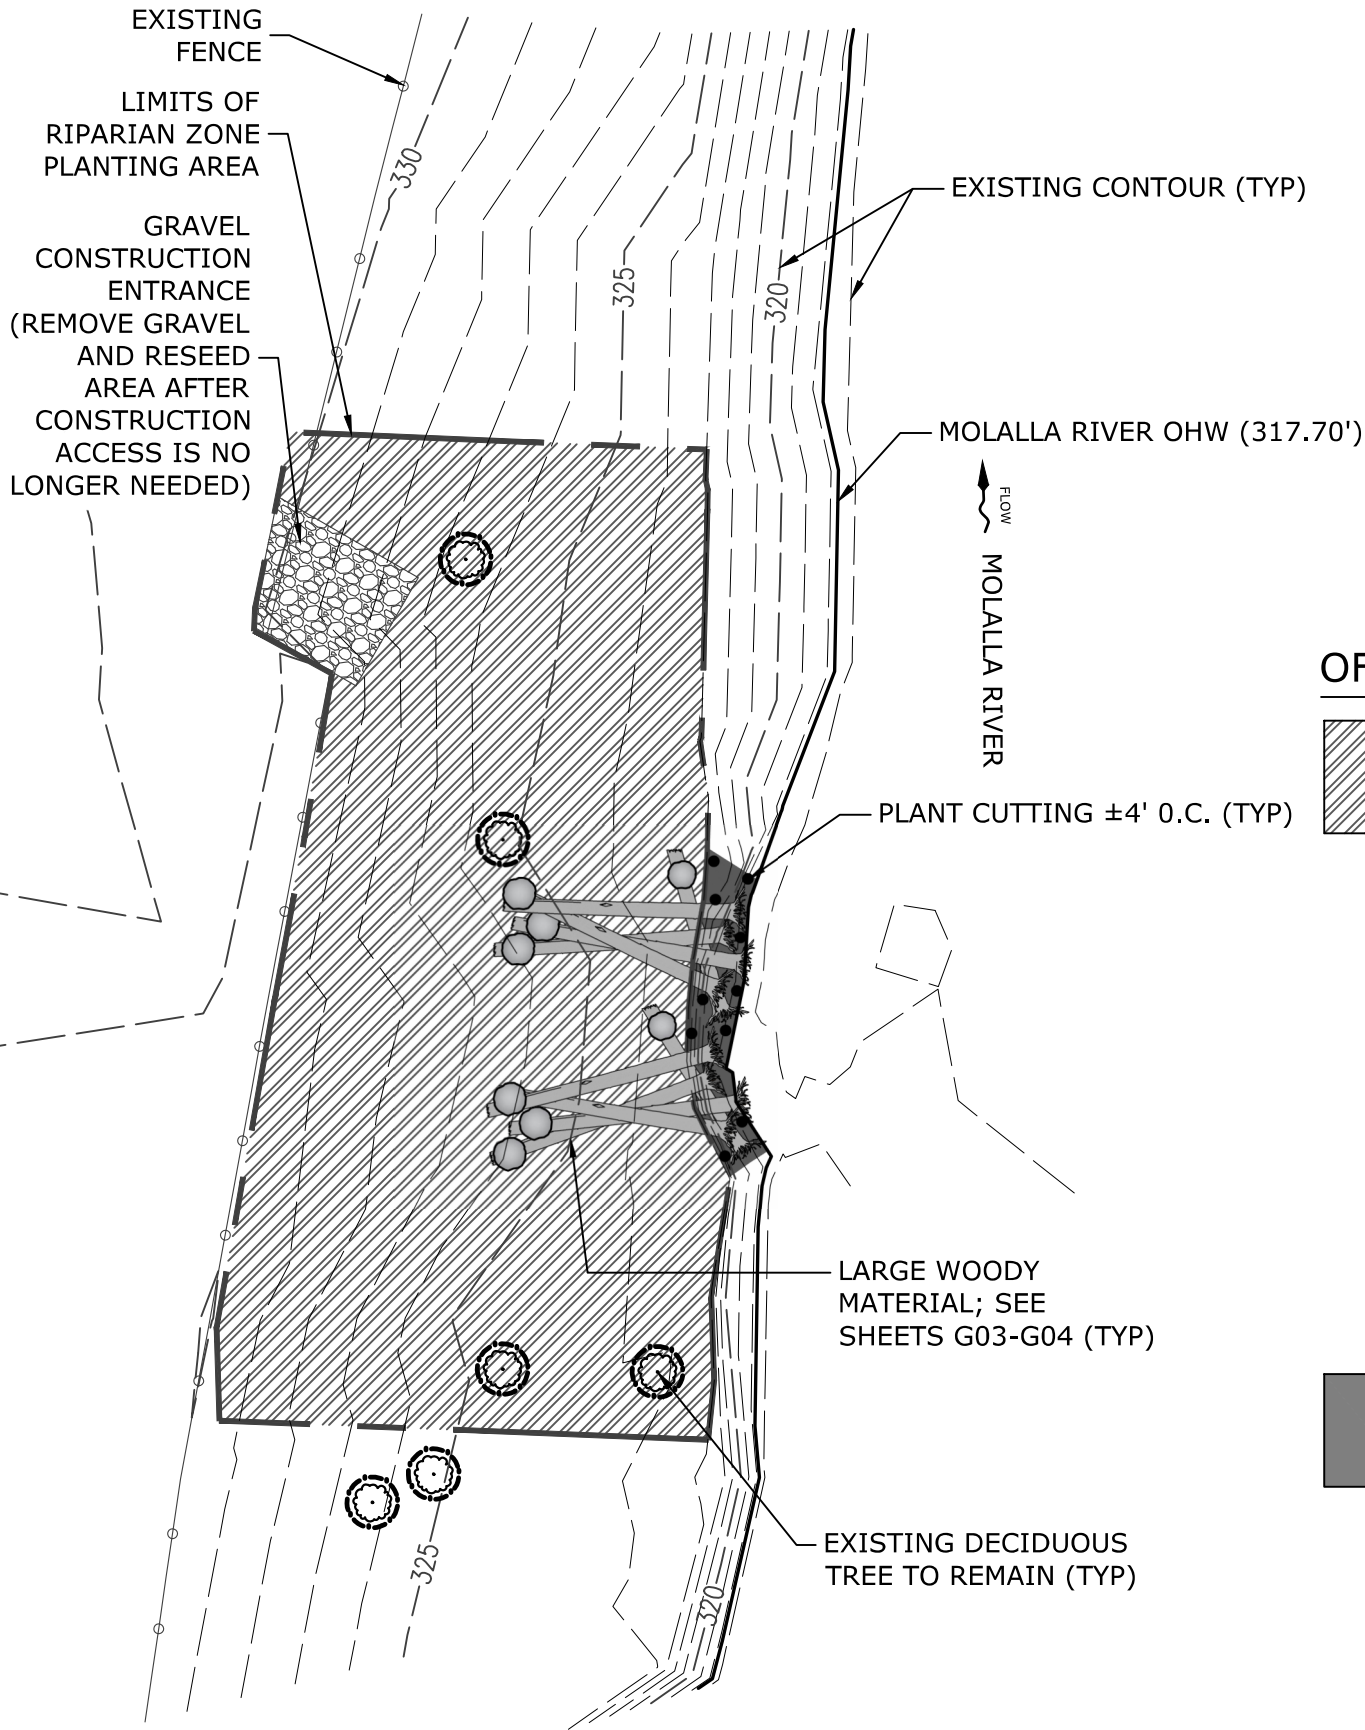 EXISTING
FENCE
LIMITS OF
RIPARIAN ZONE
PLANTING AREA
GRAVEL
CONSTRUCTION
ENTRANCE
(REMOVE GRAVEL
AND RESEED
AREA AFTER
CONSTRUCTION
ACCESS IS NO
LONGER NEEDED)
330
325
320
EXISTING CONTOUR (TYP)
MOLALLA RIVER OHW (317.70')
FLOW
MOLALLA RIVER
OF
PLANT CUTTING ±4' O.C. (TYP)
LARGE WOODY
MATERIAL; SEE
SHEETS G03-G04 (TYP)
EXISTING DECIDUOUS
TREE TO REMAIN (TYP)
325
320